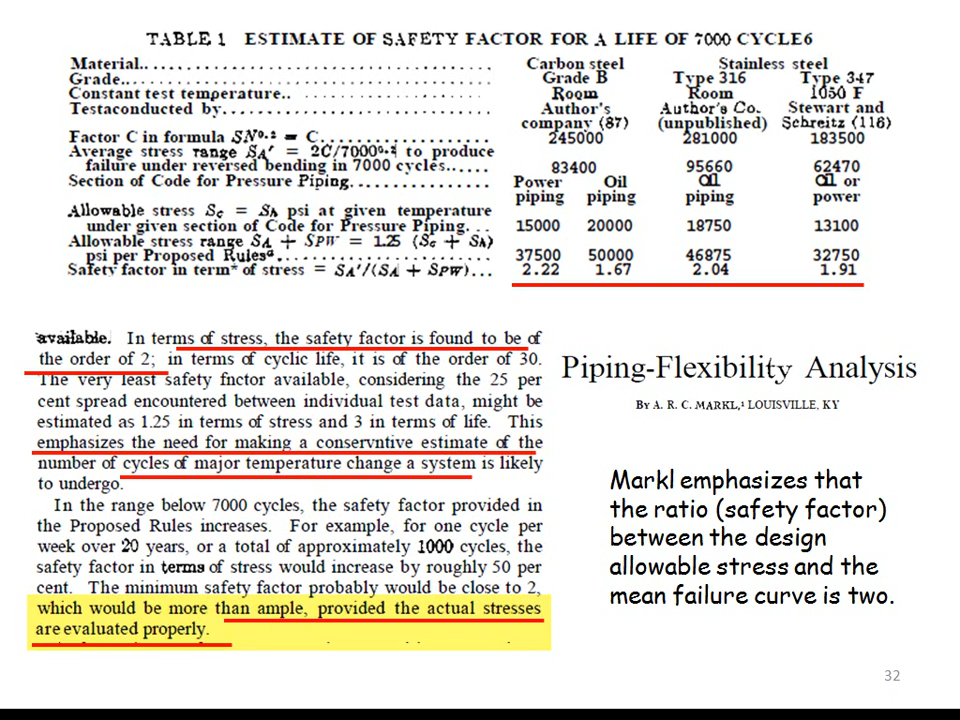 TABLE 1 ESTIMATE OF SAFETY FACTOR FOR A LIFE OF 7000 CYCLE6
Material.. Carbon steel Stainless steel
Grade.. Grade B Type 316 Type 347
Constant test temperature.. Room Room 1050 F
Testaconducted by.. Author's Author's Co. Stewart and
company (87) (unpublished) Schreitz (116)
Factor C in formula SN⁰·² = C. 245000 281000 183500
Average stress range SA' = 2C/7000⁰·² to produce
failure under reversed bending in 7000 cycles.. 83400 95660 62470
Section of Code for Pressure Piping. Power Oil Oil Oil or
piping piping piping power
Allowable stress Sc = Sh psi at given temperature
under given section of Code for Pressure Piping. 15000 20000 18750 13100
Allowable stress range SA + SPW = 1.25 (Sc + Sh)
psi per Proposed Rulesᵃ. 37500 50000 46875 32750
Safety factor in term* of stress = SA'/(SA + SPW)... 2.22 1.67 2.04 1.91
available. In terms of stress, the safety factor is found to be of
the order of 2; in terms of cyclic life, it is of the order of 30.
The very least safety fnctor available, considering the 25 per
cent spread encountered between individual test data, might be
estimated as 1.25 in terms of stress and 3 in terms of life. This
emphasizes the need for making a conservntive estimate of the
number of cycles of major temperature change a system is likely
to undergo.
In the range below 7000 cycles, the safety factor provided in
the Proposed Rules increases. For example, for one cycle per
week over 20 years, or a total of approximately 1000 cycles, the
safety factor in terms of stress would increase by roughly 50 per
cent. The minimum safety factor probably would be close to 2,
which would be more than ample, provided the actual stresses
are evaluated properly.
Piping-Flexibility Analysis
BY A. R. C. MARKL,¹ LOUISVILLE, KY
Markl emphasizes that
the ratio (safety factor)
between the design
allowable stress and the
mean failure curve is two.
32